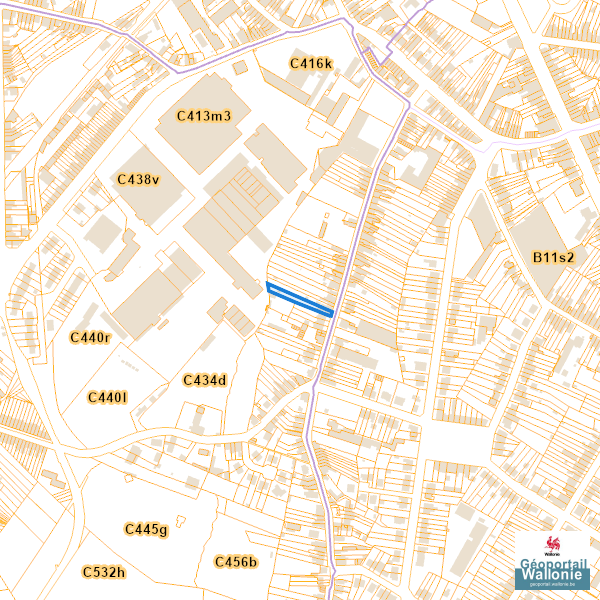 C416k
C413m3
C438v
B11s2
C440r
C434d
C440l
C445g
C456b
C532h
Wallonie
Géoportail
Wallonie
geoportail.wallonie.be